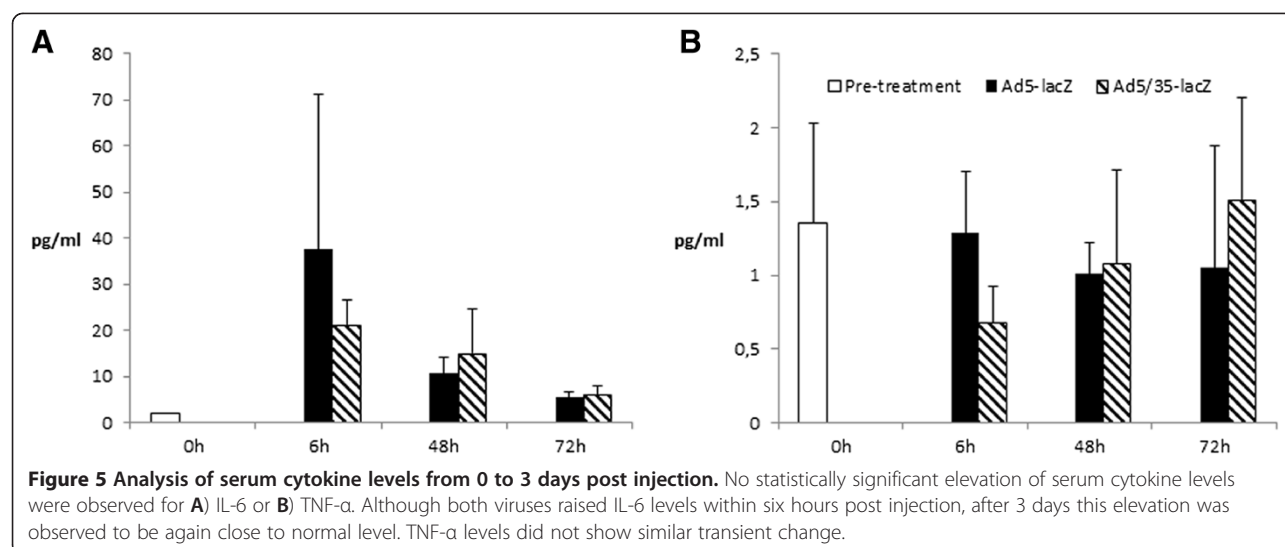 A
80
70
60
50
pg/ml
40
30
20
10
0
0h 6h 48h 72h
B
2,5
Pre-treatment Ad5-lacZ Ad5/35-lacZ
2
1,5
pg/ml
1
0,5
0
0h 6h 48h 72h
Figure 5 Analysis of serum cytokine levels from 0 to 3 days post injection. No statistically significant elevation of serum cytokine levels
were observed for A) IL-6 or B) TNF-α. Although both viruses raised IL-6 levels within six hours post injection, after 3 days this elevation was
observed to be again close to normal level. TNF-α levels did not show similar transient change.